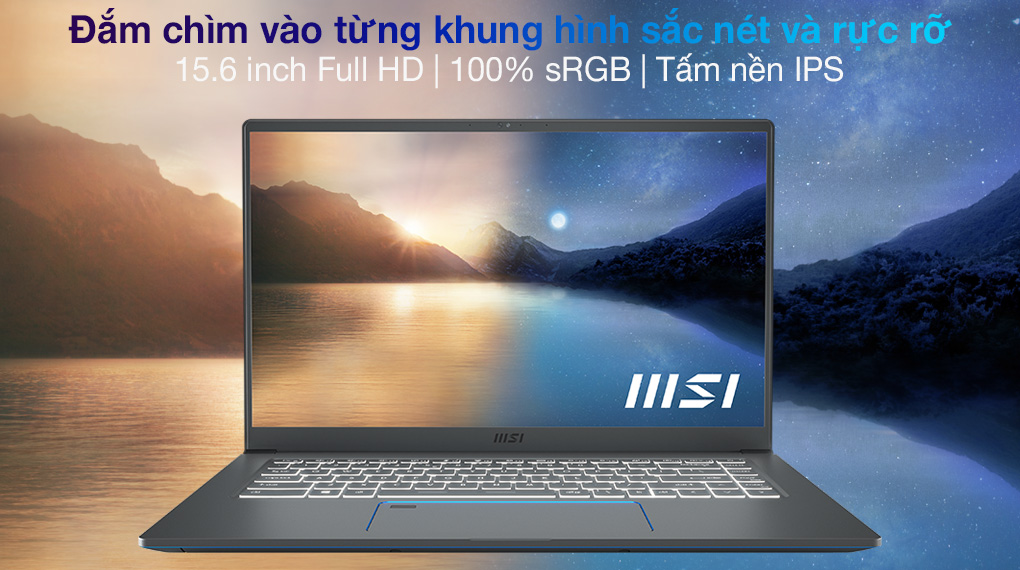 Đắm chìm vào từng khung hình sắc nét và rực rỡ
15.6 inch Full HD | 100% sRGB | Tấm nền IPS
msi
msi